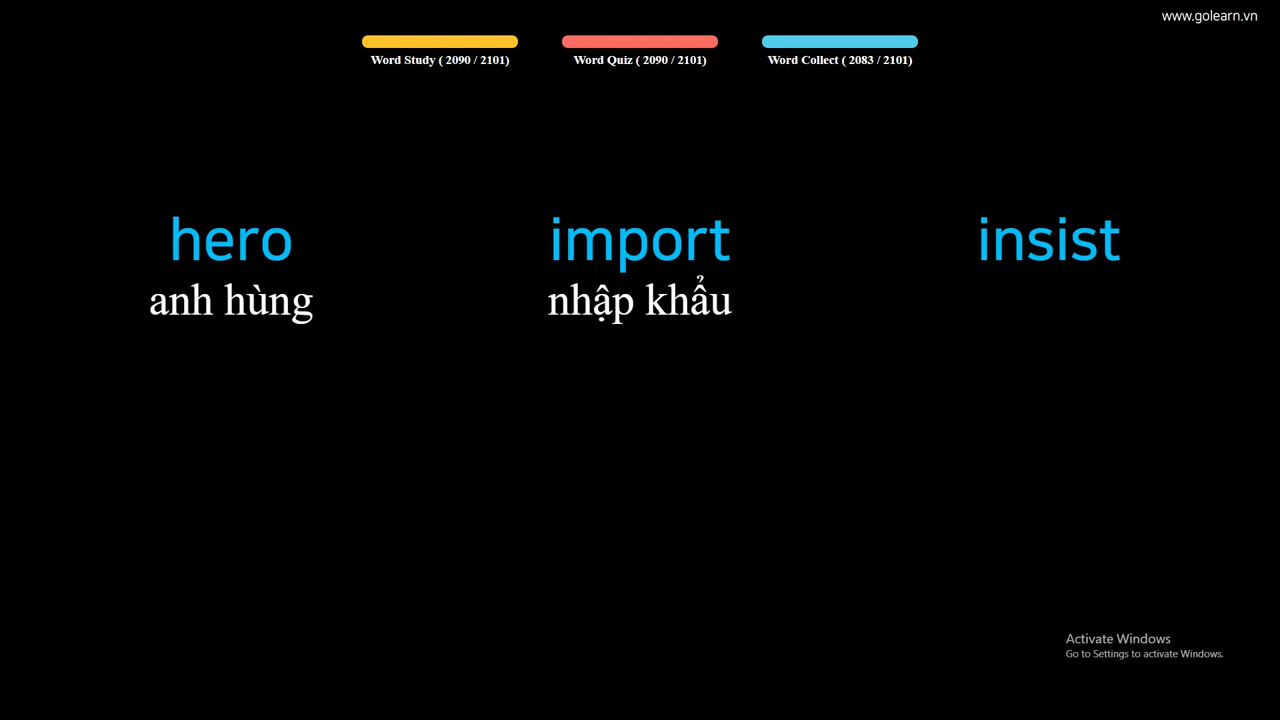 www.golearn.vn
Word Study ( 2090 / 2101)
Word Quiz ( 2090 / 2101)
Word Collect ( 2083 / 2101)
hero
import
insist
anh hùng
nhập khẩu
Activate Windows
Go to Settings to activate Windows.